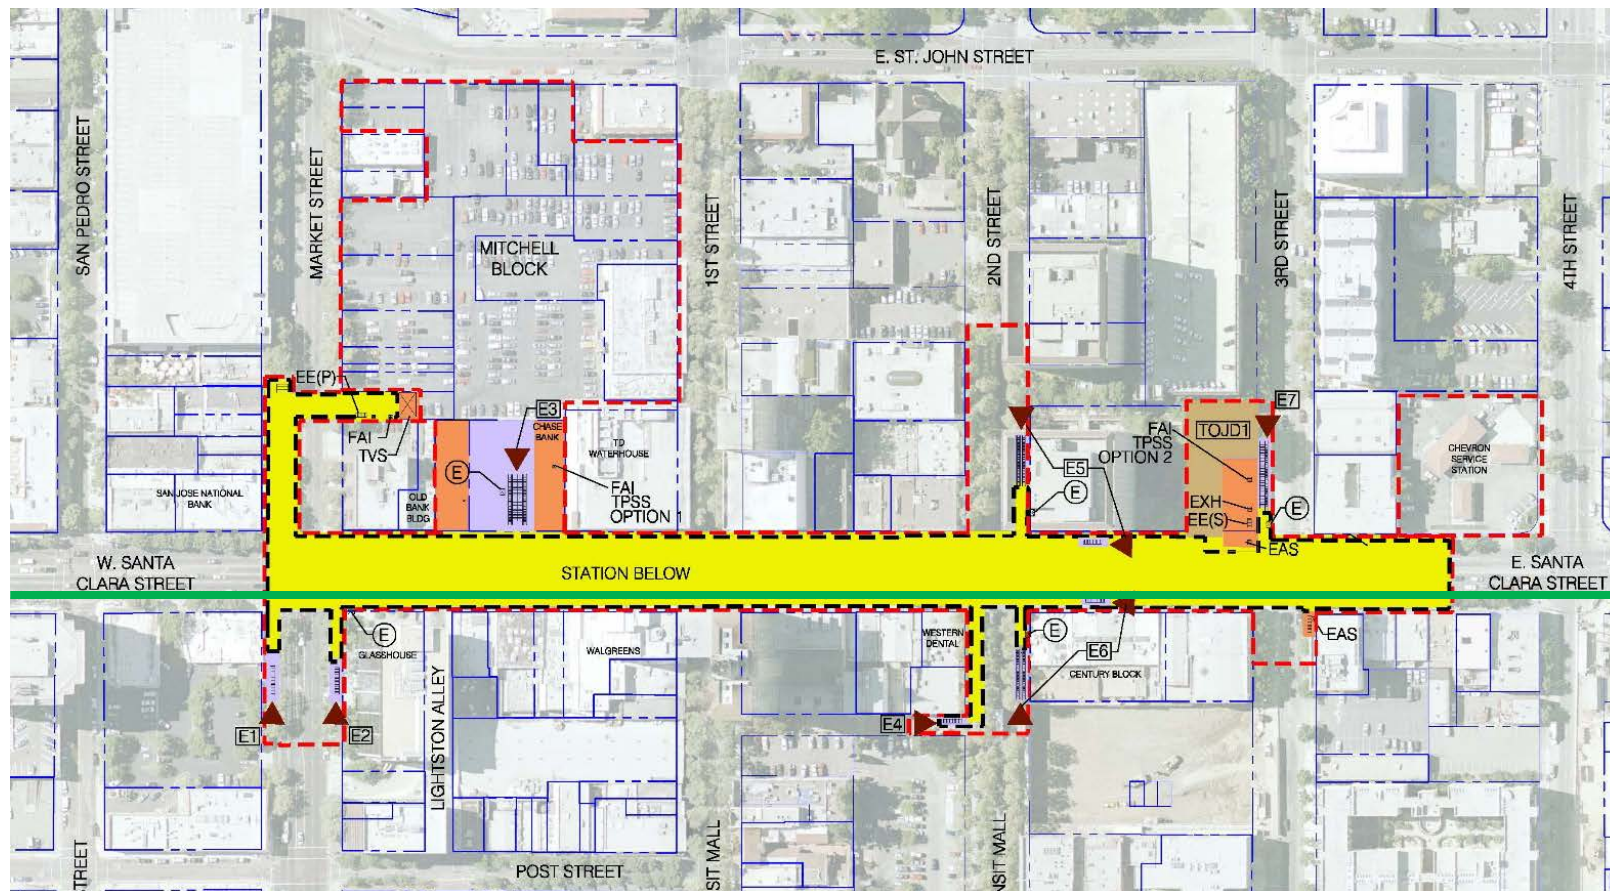 E. ST. JOHN STREET
SAN PEDRO STREET
MARKET STREET
MITCHELL
BLOCK
1ST STREET
2ND STREET
3RD STREET
4TH STREET
EE(P)
FAI
TVS
E3
CHASE
BANK
TD
WATERHOUSE
E
OLD
BANK
BLDG
FAI
TPSS
OPTION 1
SAN JOSE NATIONAL
BANK
E5
E
E7
TOJD1
FAI
TPSS
OPTION 2
EXH
EE(S)
E
EAS
CHEVRON
SERVICE
STATION
W. SANTA
CLARA STREET
STATION BELOW
E. SANTA
CLARA STREET
E
GLASSHOUSE
LIGHTSTON ALLEY
WALGREENS
WESTERN
DENTAL
E
E6
CENTURY BLOCK
EAS
E1
E2
E4
POST STREET
STREET
SIT MALL
NSIT MALL